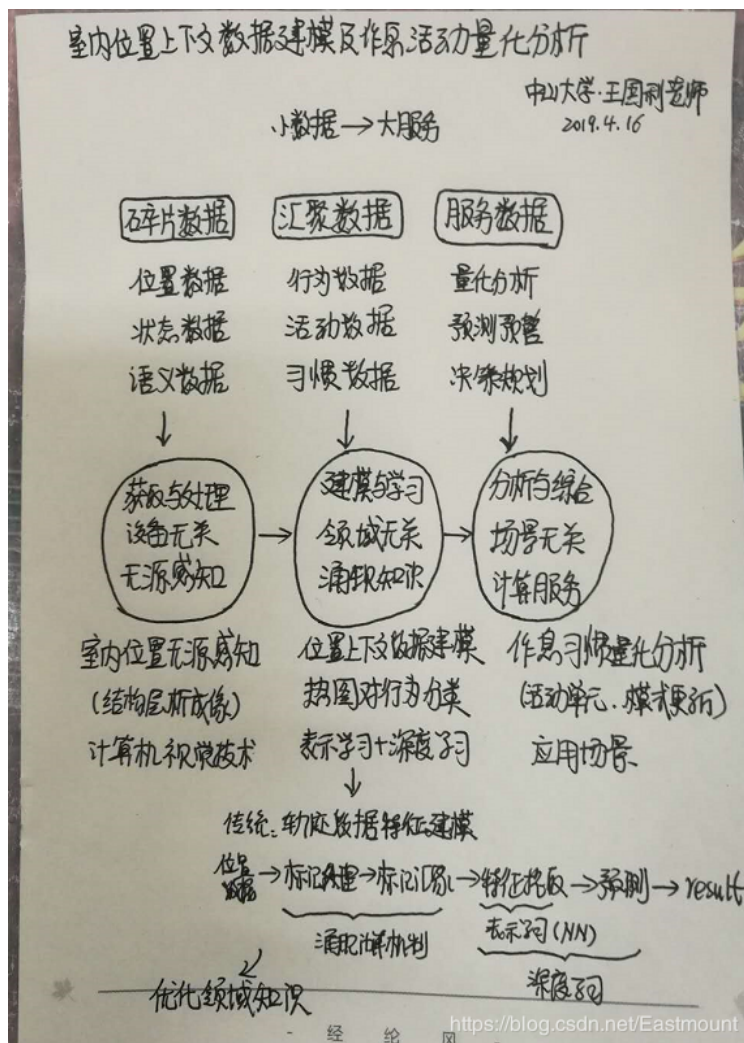 室内位置上下文数据建模及作息活动量化分析
中山大学·王国利老师
2019.4.16
小数据→大服务
碎片数据 汇聚数据 服务数据
位置数据 行为数据 量化分析
状态数据 活动数据 预测预警
语义数据 习惯数据 决策规划
获取与处理 建模与学习 分析与综合
设备无关 → 领域无关 → 场景无关
无源感知 涌现知识 计算服务
室内位置无源感知 位置上下文数据建模 作息习惯量化分析
(结构层析成像) 热图对行为分类 (活动单元、模式更新)
计算机视觉技术 表示学习+深度学习 应用场景
传统:轨迹数据特征建模
位置数据→标记构建→标记汇聚→特征提取→预测→result
涌现计算机制 表示学习(NN)
深度学习
优化领域知识
经纶风
https://blog.csdn.net/Eastmount